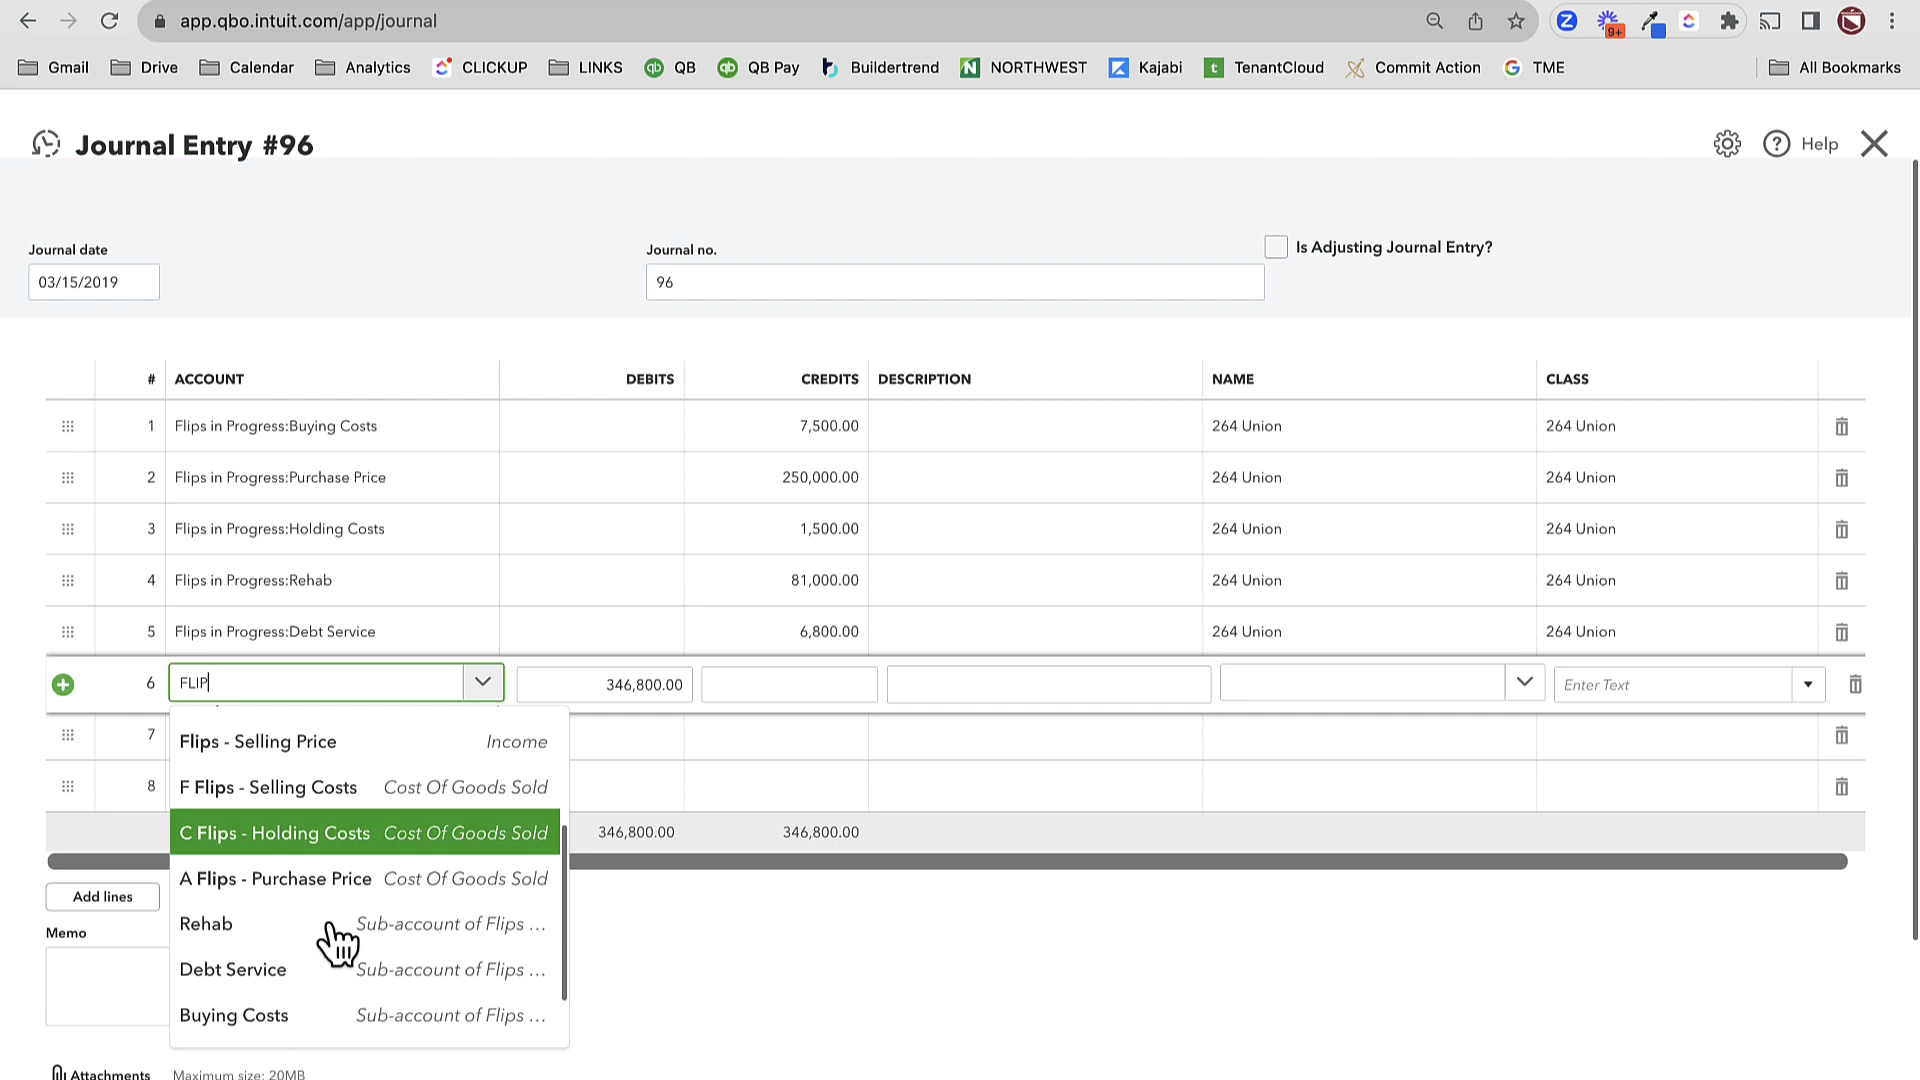 app.qbo.intuit.com/app/journal
9+
Gmail Drive Calendar Analytics CLICKUP LINKS QB QB Pay Buildertrend NORTHWEST Kajabi TenantCloud Commit Action TME All Bookmarks
Journal Entry #96
? Help
Journal date
Journal no.
Is Adjusting Journal Entry?
03/15/2019
96
# ACCOUNT DEBITS CREDITS DESCRIPTION NAME CLASS
1 Flips in Progress:Buying Costs 7,500.00 264 Union 264 Union
2 Flips in Progress:Purchase Price 250,000.00 264 Union 264 Union
3 Flips in Progress:Holding Costs 1,500.00 264 Union 264 Union
4 Flips in Progress:Rehab 81,000.00 264 Union 264 Union
5 Flips in Progress:Debt Service 6,800.00 264 Union 264 Union
6 FLIP 346,800.00 Enter Text
7
Flips - Selling Price Income
8
F Flips - Selling Costs Cost Of Goods Sold
C Flips - Holding Costs Cost Of Goods Sold
346,800.00 346,800.00
A Flips - Purchase Price Cost Of Goods Sold
Rehab Sub-account of Flips ...
Debt Service Sub-account of Flips ...
Buying Costs Sub-account of Flips ...
Add lines
Memo
Attachments Maximum size: 20MB